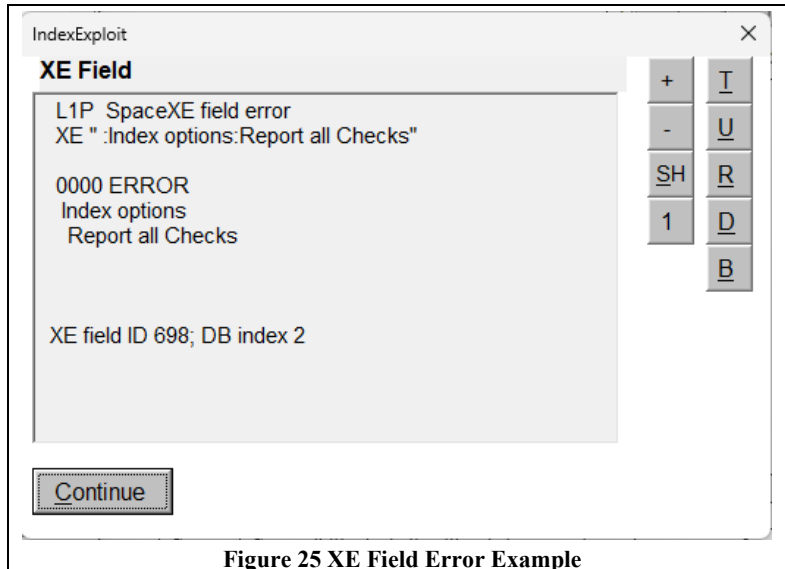 IndexExploit
XE Field
L1P  SpaceXE field error
XE " :Index options:Report all Checks"
0000 ERROR
Index options
Report all Checks
XE field ID 698; DB index 2
+
T
-
U
SH
R
1
D
B
Continue
Figure 25 XE Field Error Example